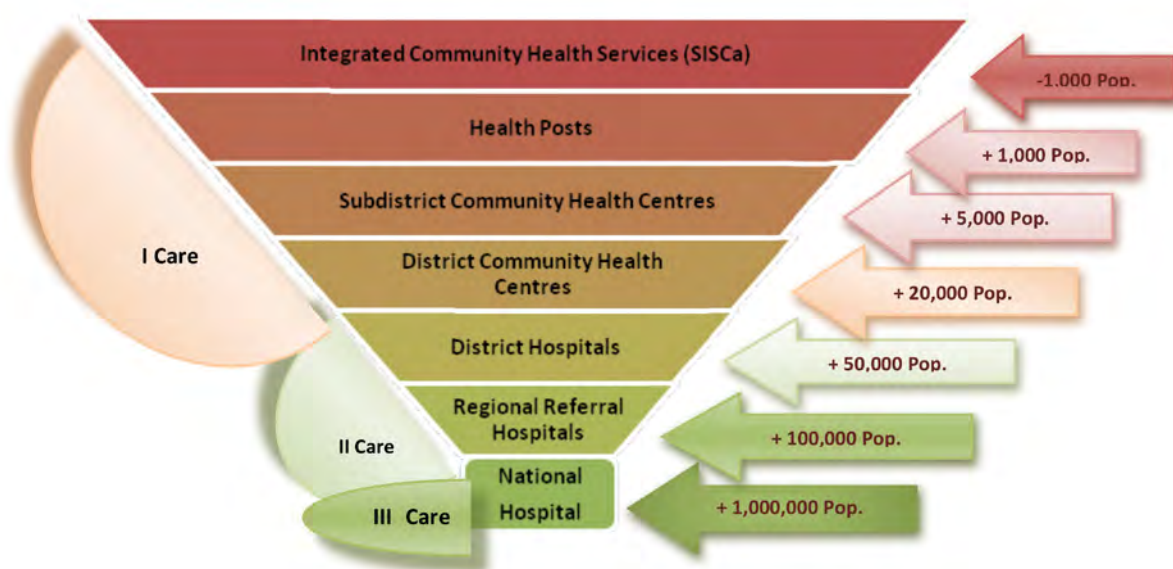 Integrated Community Health Services (SISCa)
-1.000 Pop.
Health Posts
+ 1,000 Pop.
Subdistrict Community Health Centres
+ 5,000 Pop.
I Care
District Community Health
Centres
+ 20,000 Pop.
District Hospitals
+ 50,000 Pop.
Regional Referral
Hospitals
+ 100,000 Pop.
II Care
National
Hospital
+ 1,000,000 Pop.
III Care